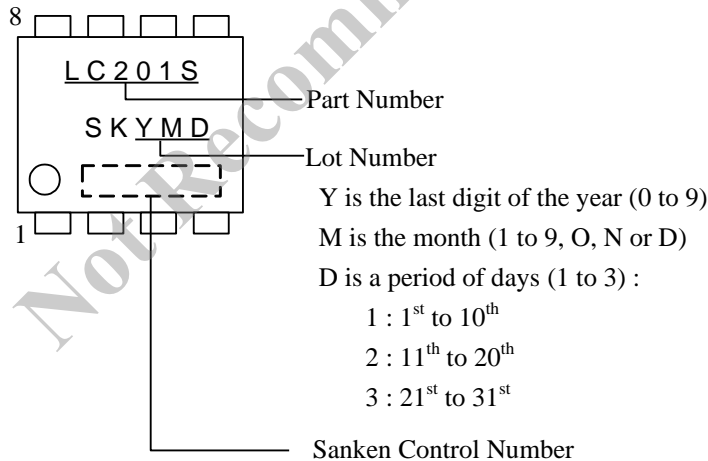 8
LC201S
Part Number
SKYMD
Lot Number
Y is the last digit of the year (0 to 9)
M is the month (1 to 9, O, N or D)
D is a period of days (1 to 3) :
1 : 1st to 10th
2 : 11th to 20th
3 : 21st to 31st
1
Sanken Control Number
Not Recomm